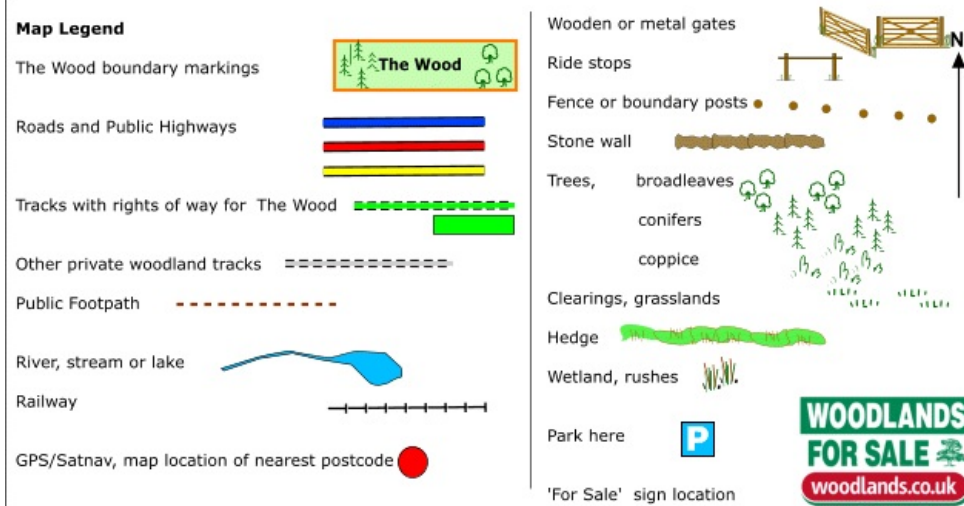 Map Legend
The Wood boundary markings
The Wood
Roads and Public Highways
Tracks with rights of way for The Wood
Other private woodland tracks
Public Footpath
River, stream or lake
Railway
GPS/Satnav, map location of nearest postcode
Wooden or metal gates
N
Ride stops
Fence or boundary posts
Stone wall
Trees, broadleaves
conifers
coppice
Clearings, grasslands
Hedge
Wetland, rushes
Park here
P
'For Sale' sign location
WOODLANDS
FOR SALE
woodlands.co.uk